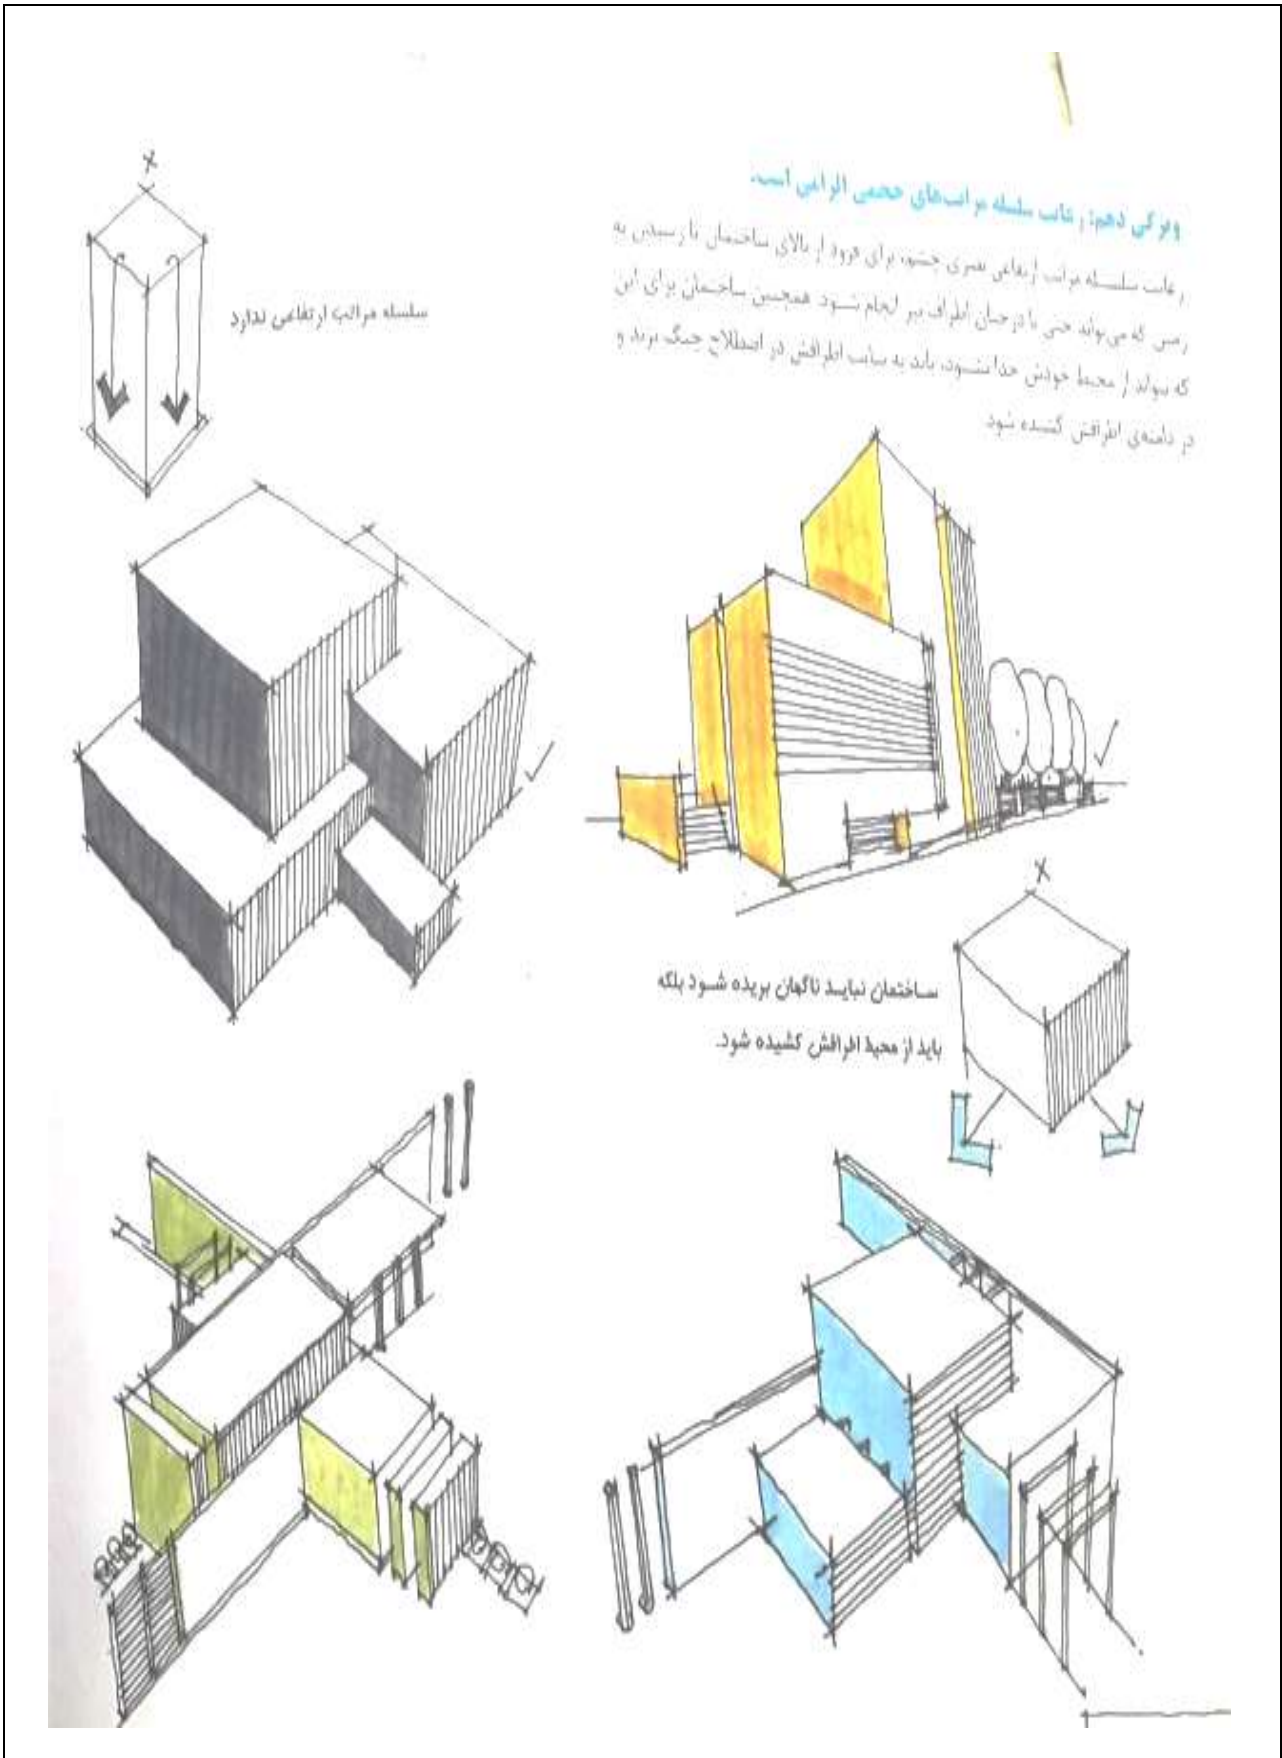 ویژگی دهم: رعایت سلسله مراتب‌های حجمی الزامی است.
رعایت سلسله مراتب ارتفاعی بصری چشم، برای فرود از بالای ساختمان تا رسیدن به
زمین که می‌تواند حتی با درختان اطراف نیز انجام شود همچنین ساختمان برای این
که نتواند از محیط خودش جدا شود، باید به سایت اطرافش در اصطلاح چنگ بزند و
در دامنه‌ی اطرافش کشیده شود
سلسله مراتب ارتفاعی ندارد
ساختمان نباید ناگهان بریده شود بلکه
باید از محیط اطرافش کشیده شود.